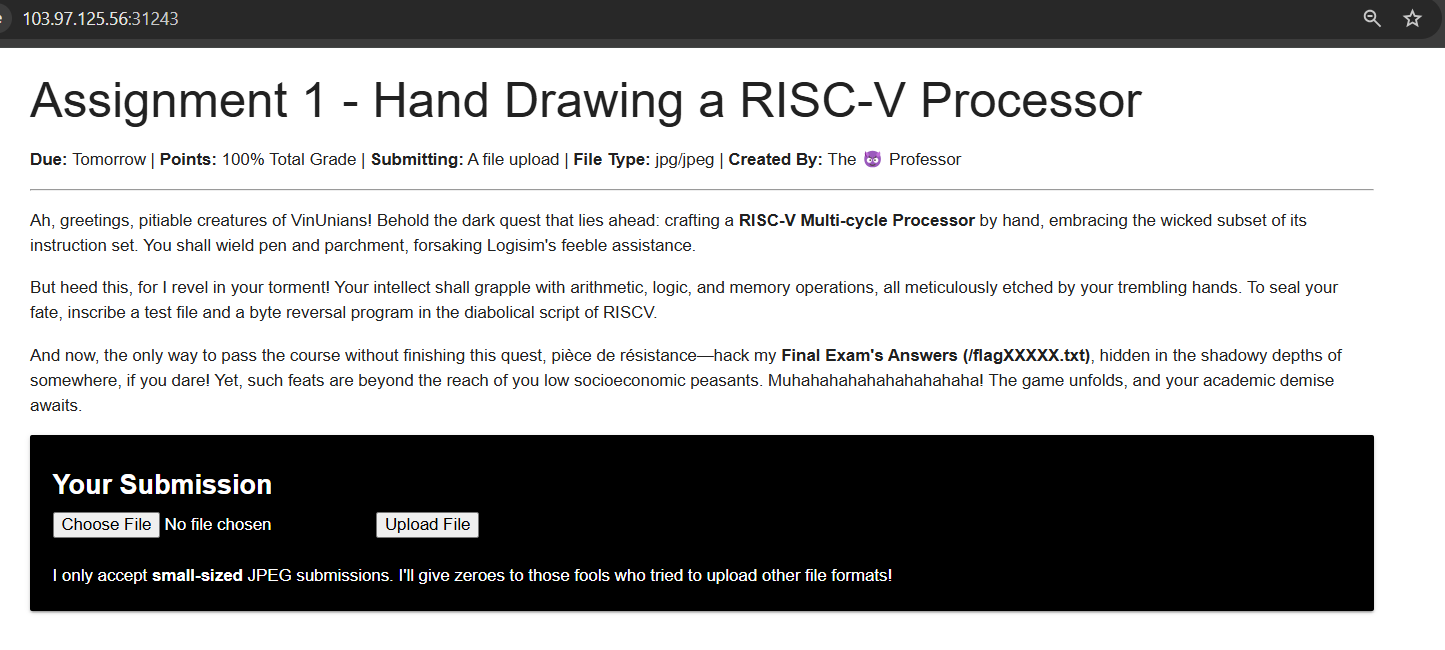 103.97.125.56:31243
Assignment 1 - Hand Drawing a RISC-V Processor
Due: Tomorrow | Points: 100% Total Grade | Submitting: A file upload | File Type: jpg/jpeg | Created By: The 👿 Professor
Ah, greetings, pitiable creatures of VinUnians! Behold the dark quest that lies ahead: crafting a RISC-V Multi-cycle Processor by hand, embracing the wicked subset of its
instruction set. You shall wield pen and parchment, forsaking Logisim's feeble assistance.
But heed this, for I revel in your torment! Your intellect shall grapple with arithmetic, logic, and memory operations, all meticulously etched by your trembling hands. To seal your
fate, inscribe a test file and a byte reversal program in the diabolical script of RISCV.
And now, the only way to pass the course without finishing this quest, pièce de résistance—hack my Final Exam's Answers (/flagXXXXX.txt), hidden in the shadowy depths of
somewhere, if you dare! Yet, such feats are beyond the reach of you low socioeconomic peasants. Muhahahahahahahahaha! The game unfolds, and your academic demise
awaits.
Your Submission
Choose File No file chosen Upload File
I only accept small-sized JPEG submissions. I'll give zeroes to those fools who tried to upload other file formats!